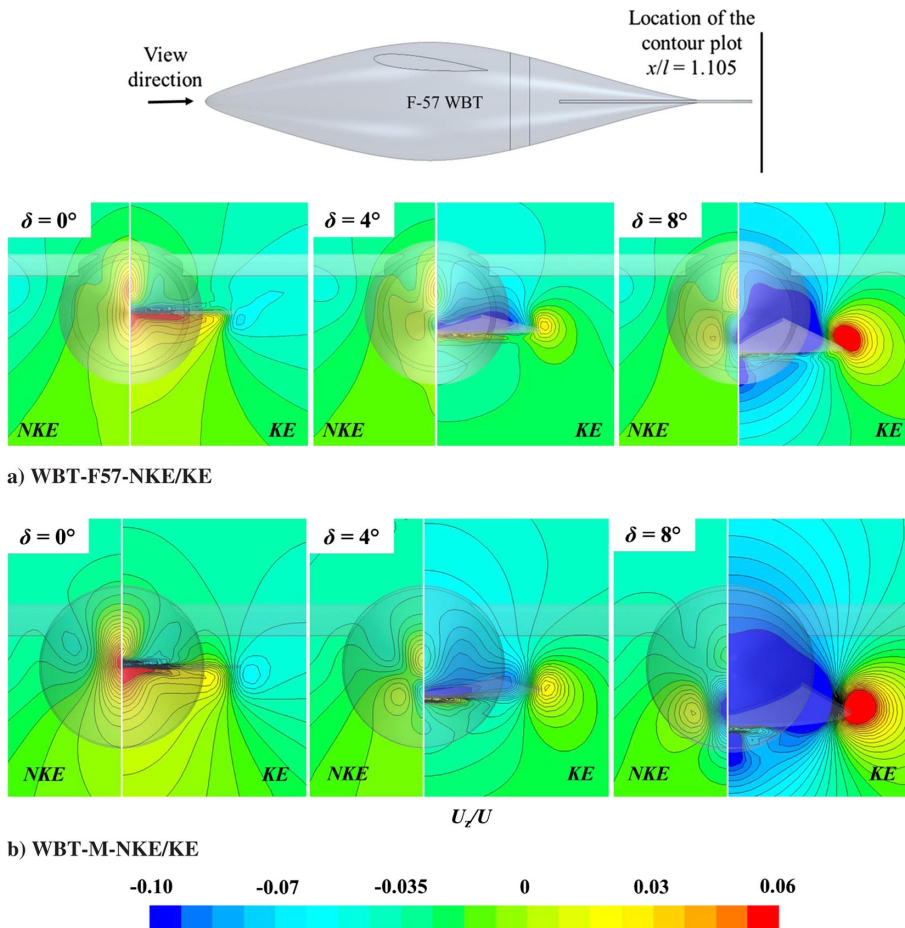 Location of the
contour plot
x/l = 1.105
View
direction
F-57 WBT
δ = 0°
δ = 4°
δ = 8°
NKE
KE
NKE
KE
NKE
KE
a) WBT-F57-NKE/KE
δ = 0°
δ = 4°
δ = 8°
NKE
KE
NKE
KE
NKE
KE
U_z/U
b) WBT-M-NKE/KE
-0.10 -0.07 -0.035 0 0.03 0.06